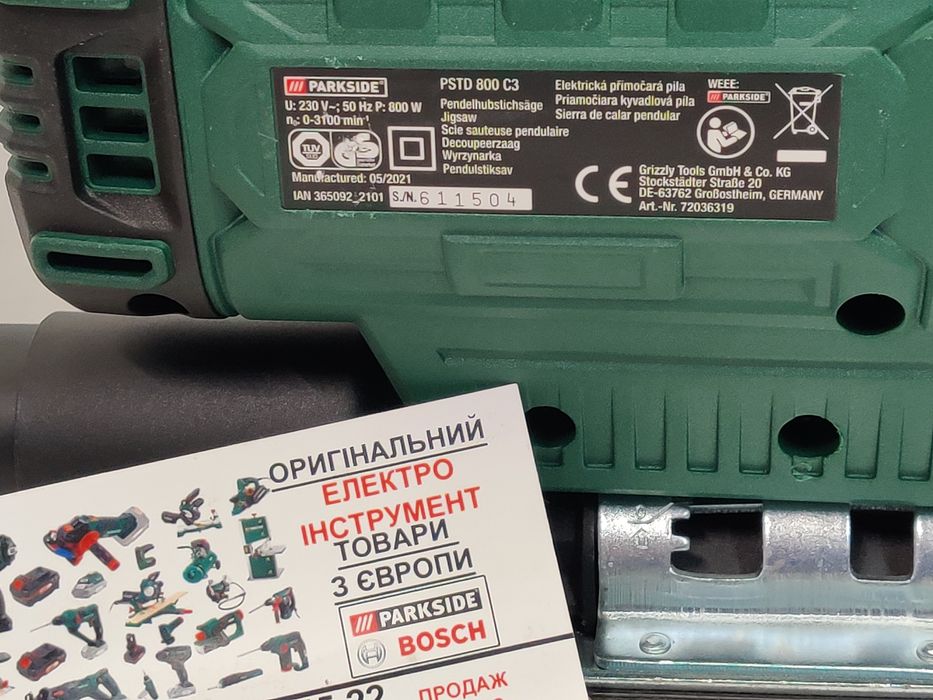 PARKSIDE®
U: 230 V~; 50 Hz P: 800 W
n₀: 0-3100 min⁻¹
TÜV
Manufactured: 05/2021
IAN 365092_2101 S./N. 611504
PSTD 800 C3
Pendelhubstichsäge
Jigsaw
Scie sauteuse pendulaire
Decoupeerzaag
Wyrzynarka
Pendulstiksav
Elektrická přímočará pila
Priamočiara kyvadlová píla
Sierra de calar pendular
WEEE:
PARKSIDE®
CE
Grizzly Tools GmbH & Co. KG
Stockstädter Straße 20
DE-63762 Großostheim, GERMANY
Art.-Nr. 72036319
ОРИГІНАЛЬНИЙ
ЕЛЕКТРО
ІНСТРУМЕНТ
ТОВАРИ
З ЄВРОПИ
PARKSIDE
BOSCH
ПРОДАЖ